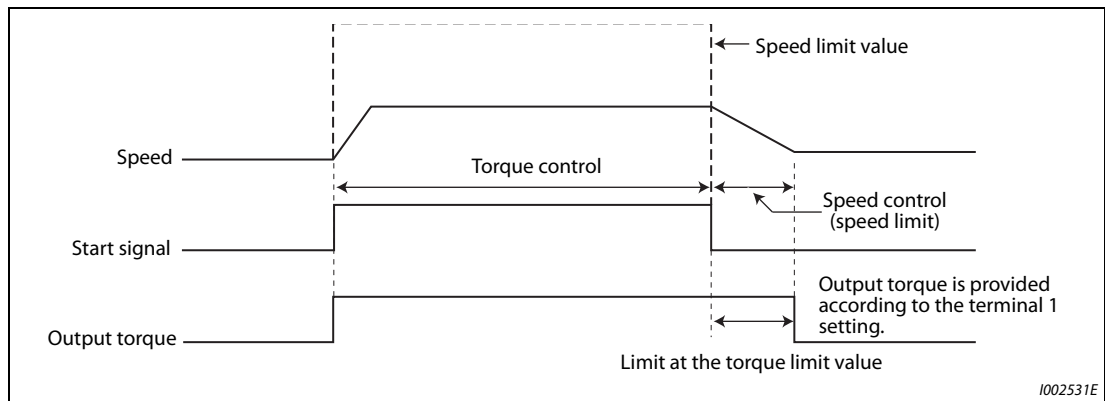 Speed limit value
Speed
Torque control
Speed control
(speed limit)
Start signal
Output torque is provided
according to the terminal 1
setting.
Output torque
Limit at the torque limit value
I002531E